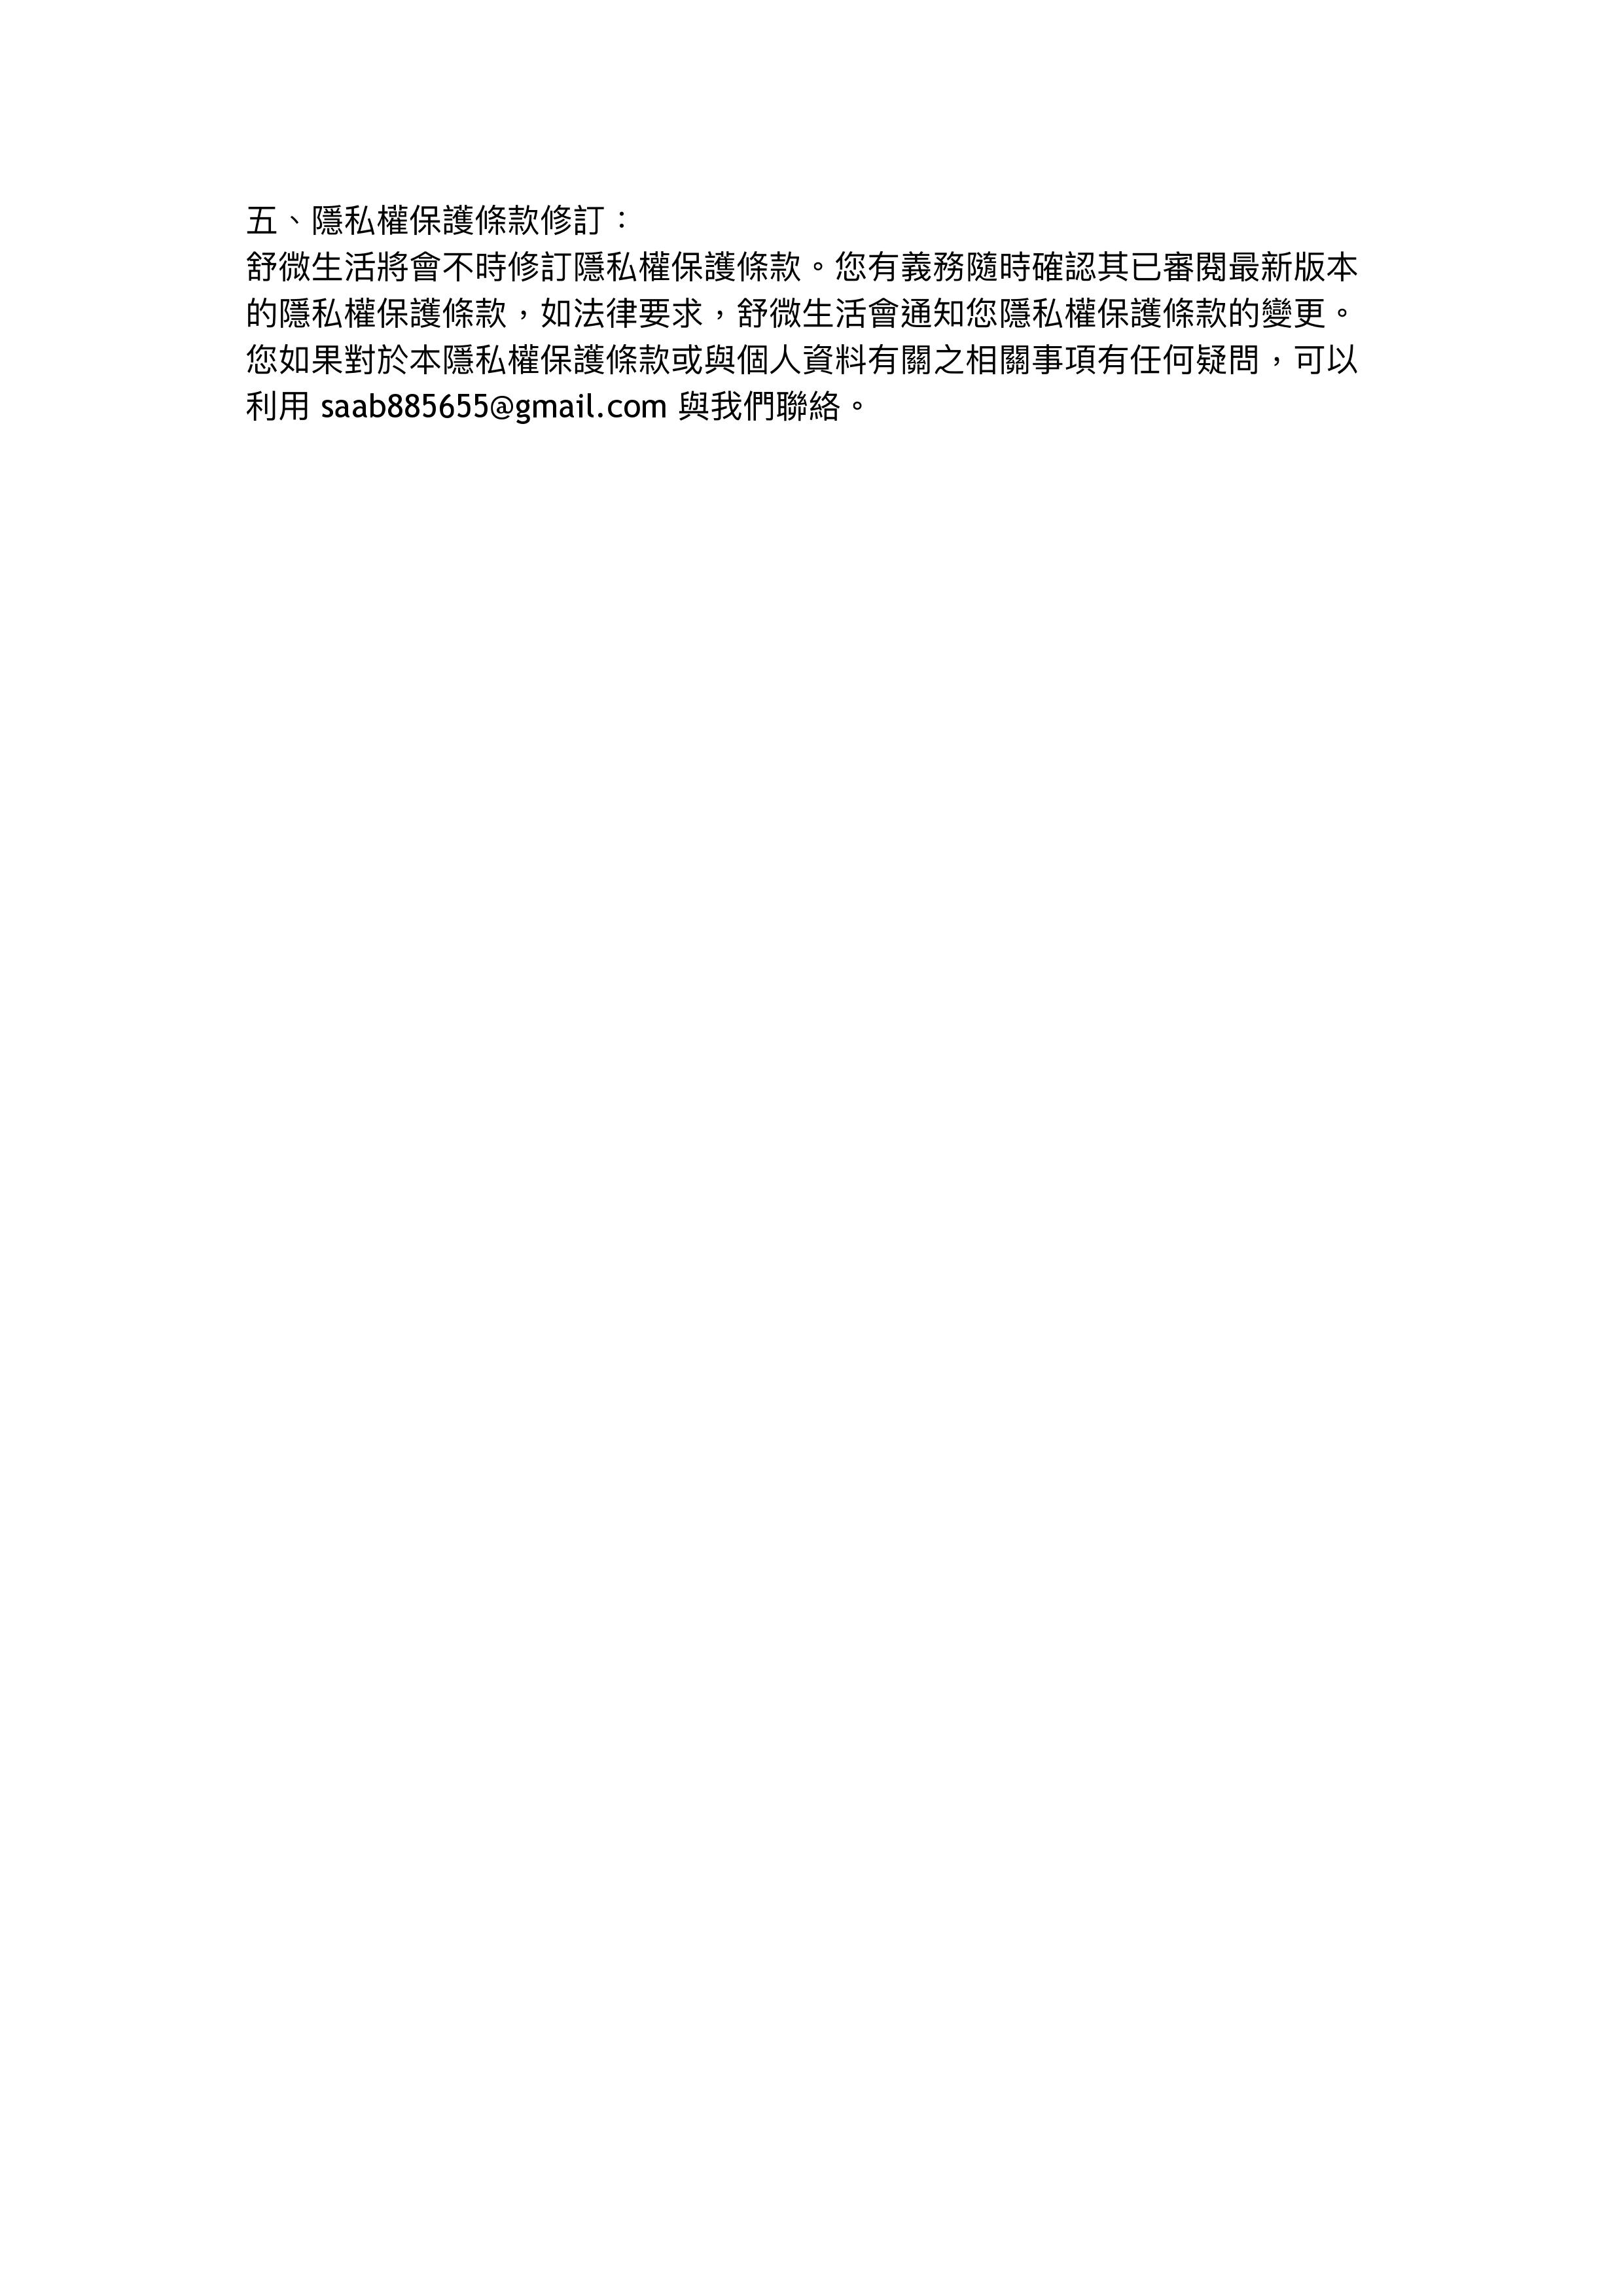 五、隱私權保護條款修訂：
舒微生活將會不時修訂隱私權保護條款。您有義務隨時確認其已審閱最新版本
的隱私權保護條款，如法律要求，舒微生活會通知您隱私權保護條款的變更。
您如果對於本隱私權保護條款或與個人資料有關之相關事項有任何疑問，可以
利用 saab885655@gmail.com 與我們聯絡。